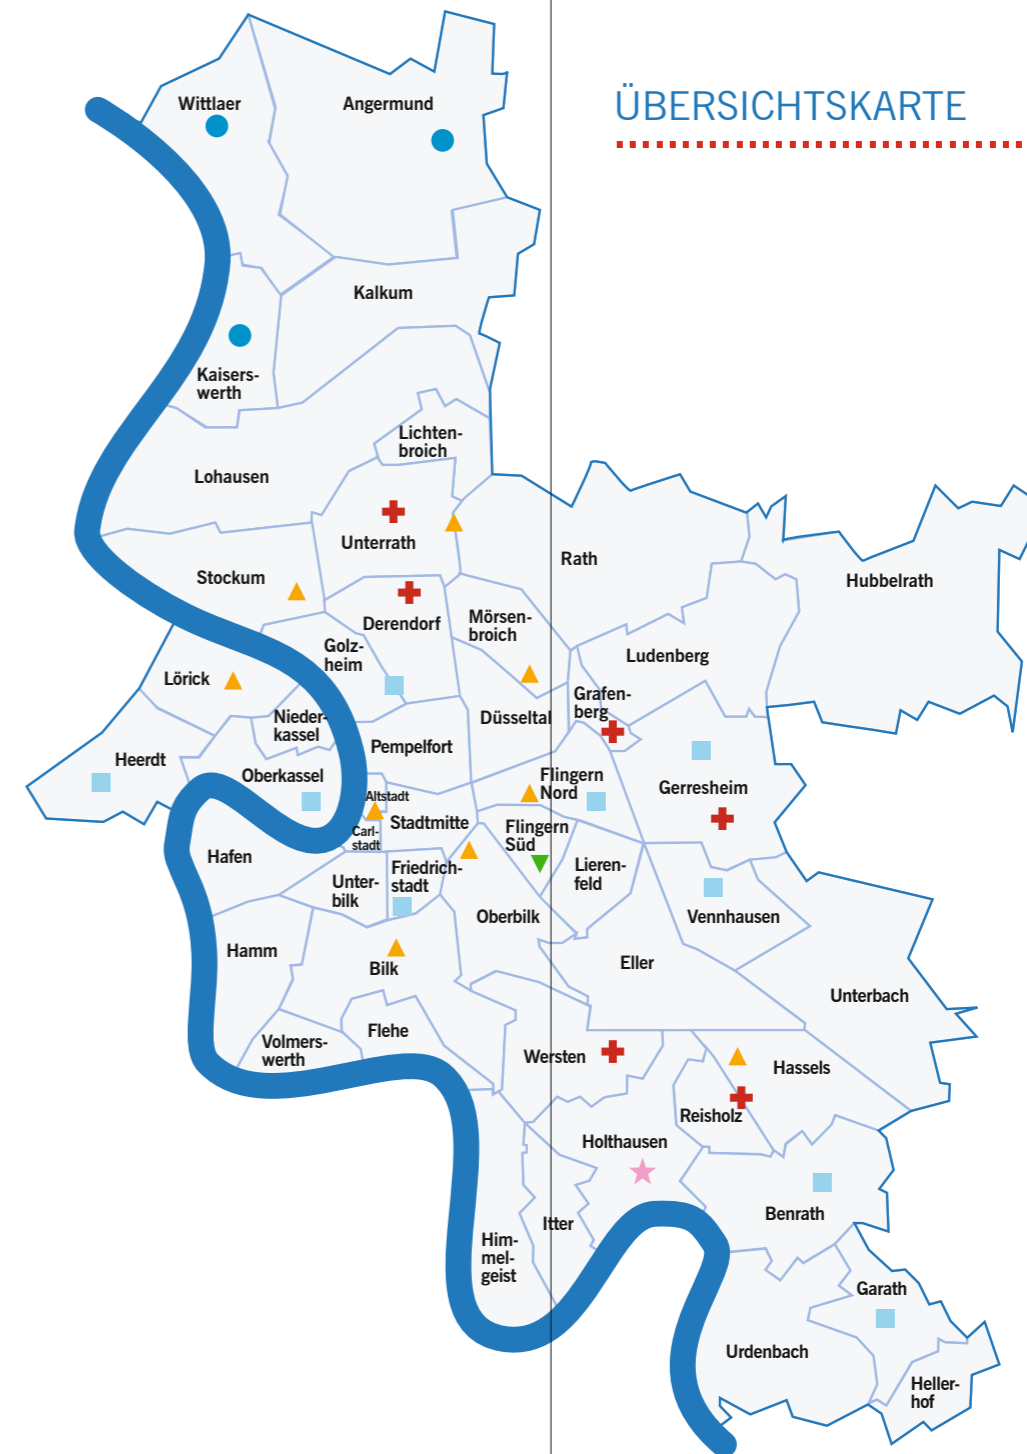 ÜBERSICHTSKARTE
Wittlaer
Angermund
Kalkum
Kaisers-
werth
Lichten-
broich
Lohausen
Unterrath
Rath
Stockum
Hubbelrath
Derendorf
Mörsen-
broich
Golz-
heim
Ludenberg
Lörick
Grafen-
berg
Nieder-
kassel
Düsseltal
Pempelfort
Heerdt
Oberkassel
Flingern
Nord
Gerresheim
Altstadt
Stadtmitte
Carl-
stadt
Flingern
Süd
Hafen
Friedrich-
stadt
Lieren-
feld
Unter-
bilk
Oberbilk
Vennhausen
Hamm
Bilk
Eller
Unterbach
Flehe
Volmers-
werth
Wersten
Hassels
Reisholz
Holthausen
Benrath
Itter
Him-
mel-
geist
Garath
Urdenbach
Heller-
hof